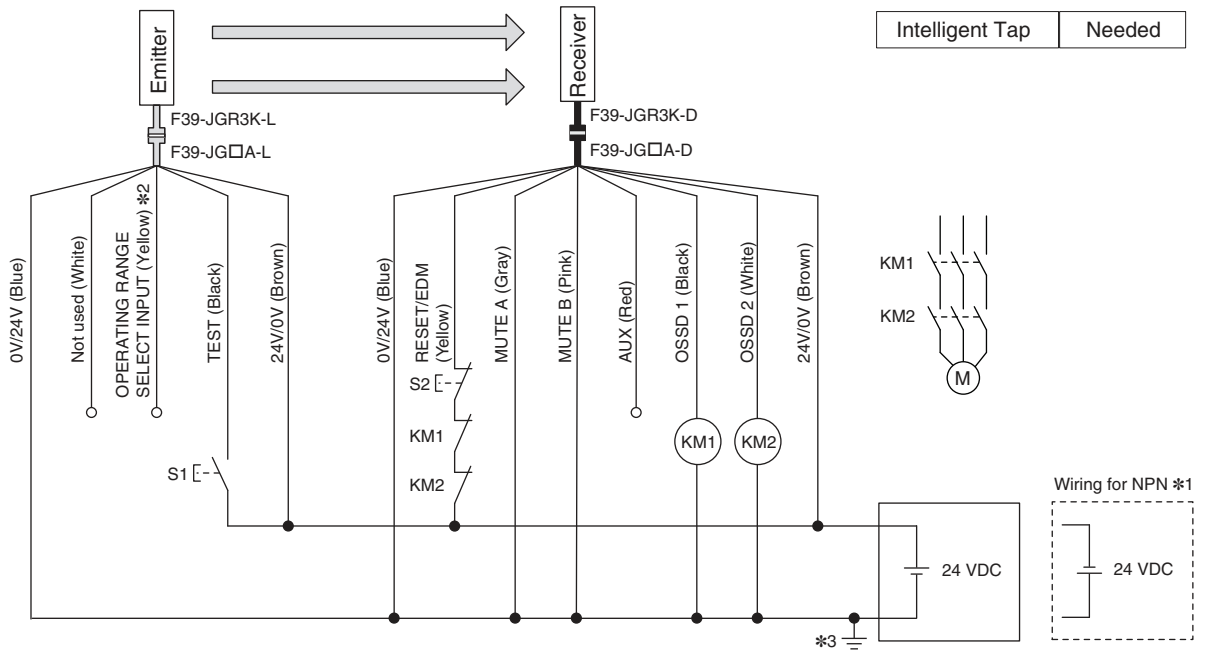 Intelligent Tap
Needed
Emitter
Receiver
F39-JGR3K-L
F39-JG□A-L
F39-JGR3K-D
F39-JG□A-D
0V/24V (Blue)
Not used (White)
OPERATING RANGE
SELECT INPUT (Yellow) ✻2
TEST (Black)
24V/0V (Brown)
0V/24V (Blue)
RESET/EDM
(Yellow)
MUTE A (Gray)
MUTE B (Pink)
AUX (Red)
OSSD 1 (Black)
OSSD 2 (White)
24V/0V (Brown)
KM1
KM2
M
S2
KM1
KM2
KM1
KM2
S1
Wiring for NPN ✻1
24 VDC
24 VDC
✻3